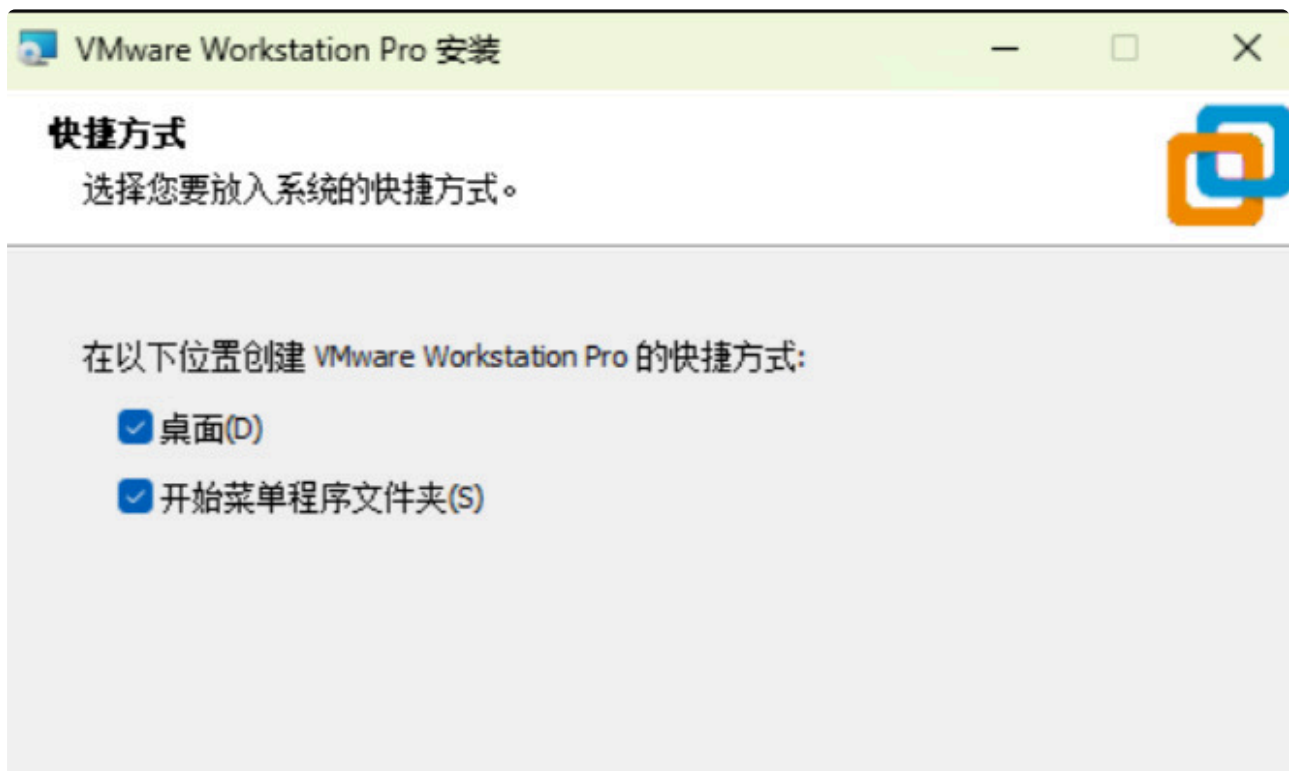 VMware Workstation Pro 安装
快捷方式
选择您要放入系统的快捷方式。
在以下位置创建 VMware Workstation Pro 的快捷方式:
桌面(D)
开始菜单程序文件夹(S)